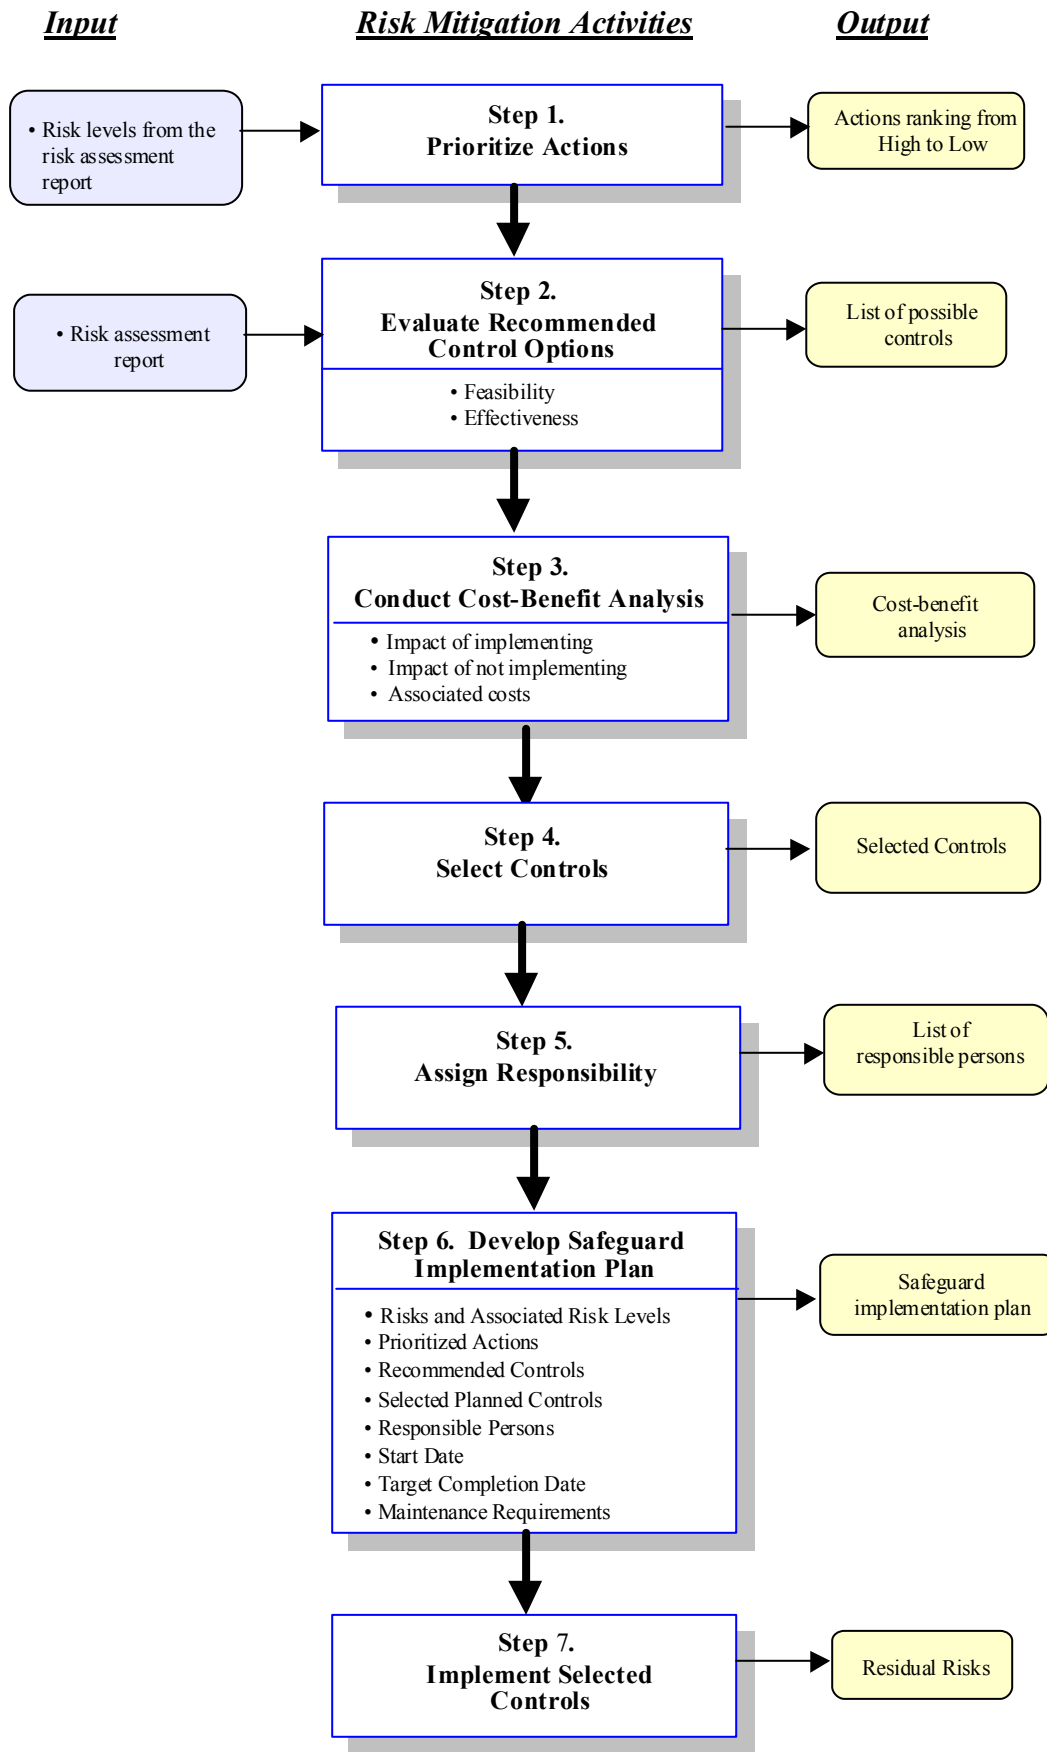 Input
Risk Mitigation Activities
Output
• Risk levels from the
risk assessment
report
Step 1.
Prioritize Actions
Actions ranking from
High to Low
• Risk assessment
report
Step 2.
Evaluate Recommended
Control Options
• Feasibility
• Effectiveness
List of possible
controls
Step 3.
Conduct Cost-Benefit Analysis
• Impact of implementing
• Impact of not implementing
• Associated costs
Cost-benefit
analysis
Step 4.
Select Controls
Selected Controls
Step 5.
Assign Responsibility
List of
responsible persons
Step 6. Develop Safeguard
Implementation Plan
• Risks and Associated Risk Levels
• Prioritized Actions
• Recommended Controls
• Selected Planned Controls
• Responsible Persons
• Start Date
• Target Completion Date
• Maintenance Requirements
Safeguard
implementation plan
Step 7.
Implement Selected
Controls
Residual Risks